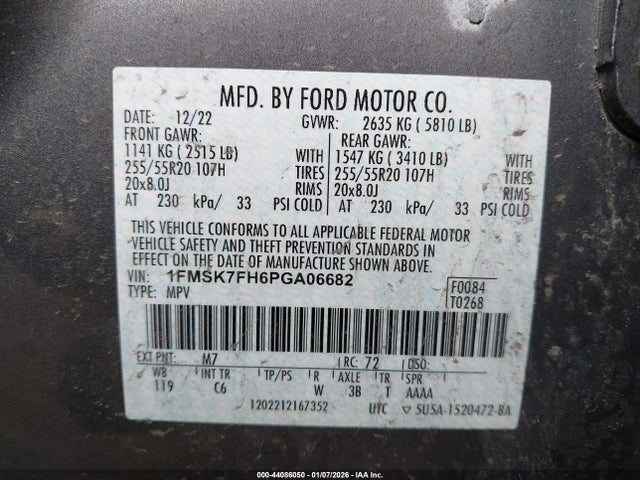 MFD. BY FORD MOTOR CO.
DATE: 12/22 GVWR: 2635 KG ( 5810 LB)
FRONT GAWR: REAR GAWR:
1141 KG ( 2515 LB) WITH 1547 KG ( 3410 LB) WITH
255/55R20 107H TIRES 255/55R20 107H TIRES
20x8.0J RIMS 20x8.0J RIMS
AT 230 kPa/ 33 PSI COLD AT 230 kPa/ 33 PSI COLD
THIS VEHICLE CONFORMS TO ALL APPLICABLE FEDERAL MOTOR
VEHICLE SAFETY AND THEFT PREVENTION STANDARDS IN
EFFECT ON THE DATE OF MANUFACTURE SHOWN ABOVE.
VIN: 1FMSK7FH6PGA06682 F0084
TYPE: MPV T0268
EXT PNT: M7 RC: 72 DSO:
WB INT TR TP/PS R AXLE TR SPR
119 C6 W 3B T AAAA
1202212167352 UTC ▽ 5U5A-1520472-BA
000-44086050 - 01/07/2026 - IAA Inc.